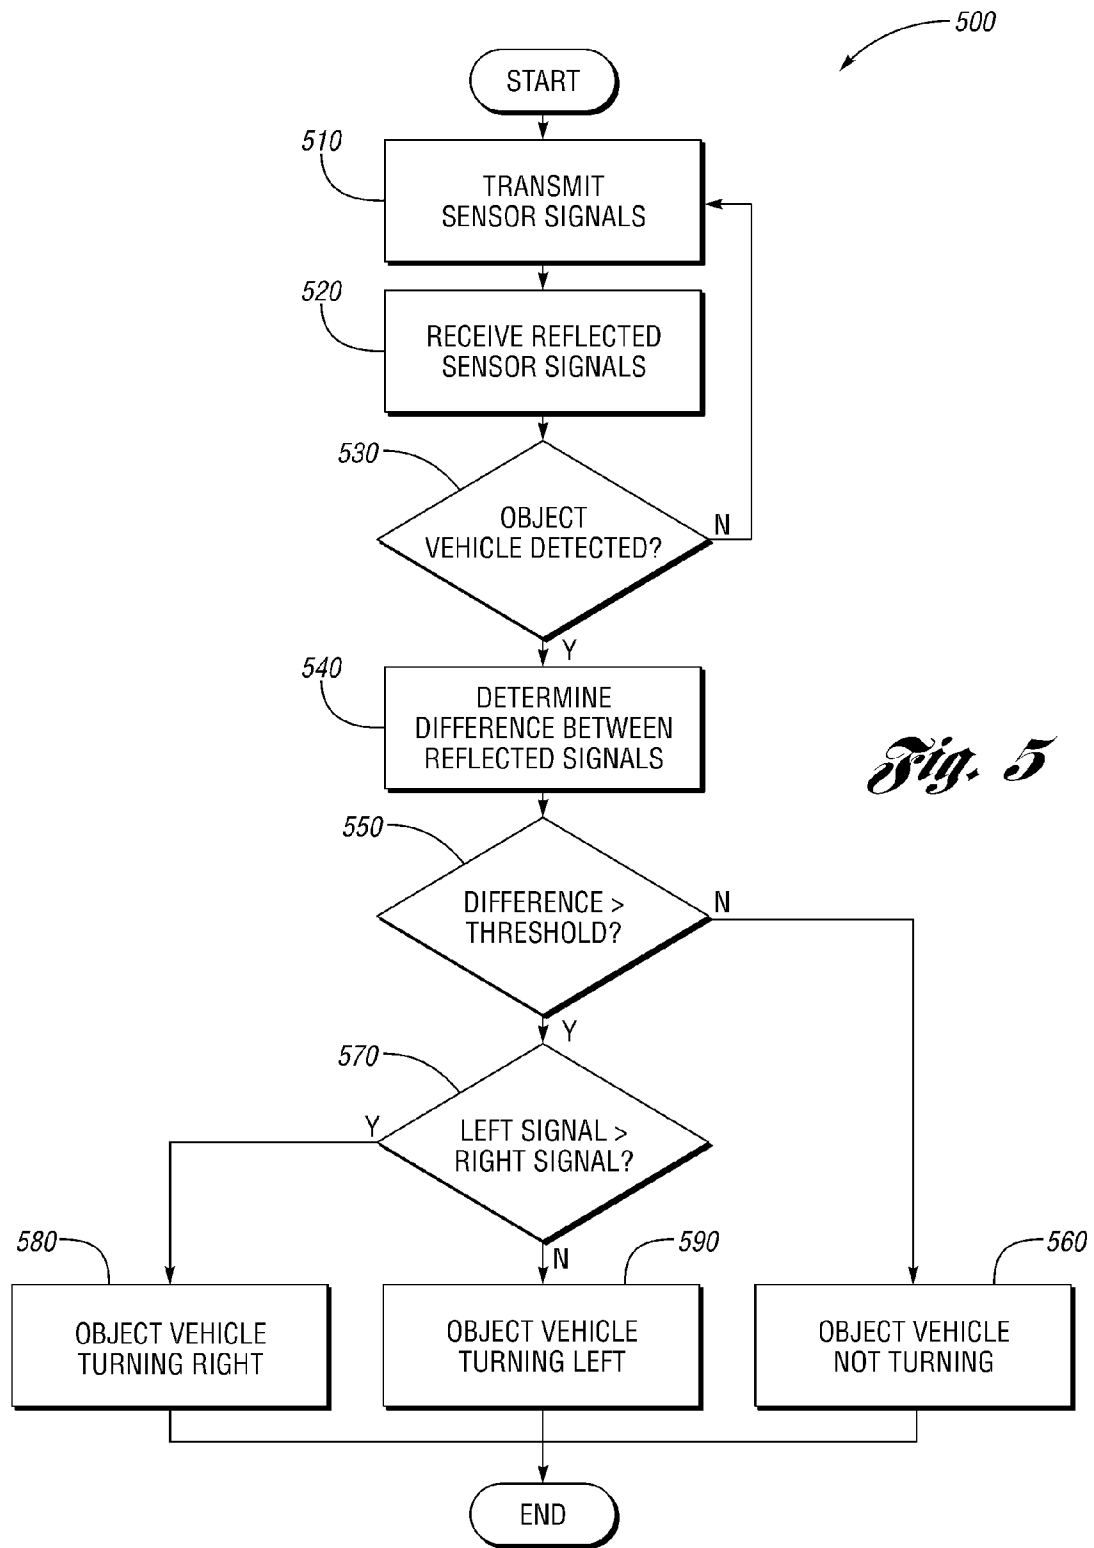 500
START
510
TRANSMIT
SENSOR SIGNALS
520
RECEIVE REFLECTED
SENSOR SIGNALS
530
OBJECT
VEHICLE DETECTED?
N
Y
540
DETERMINE
DIFFERENCE BETWEEN
REFLECTED SIGNALS
Fig. 5
550
DIFFERENCE >
THRESHOLD?
N
Y
570
LEFT SIGNAL >
RIGHT SIGNAL?
Y
N
580
OBJECT VEHICLE
TURNING RIGHT
590
OBJECT VEHICLE
TURNING LEFT
560
OBJECT VEHICLE
NOT TURNING
END